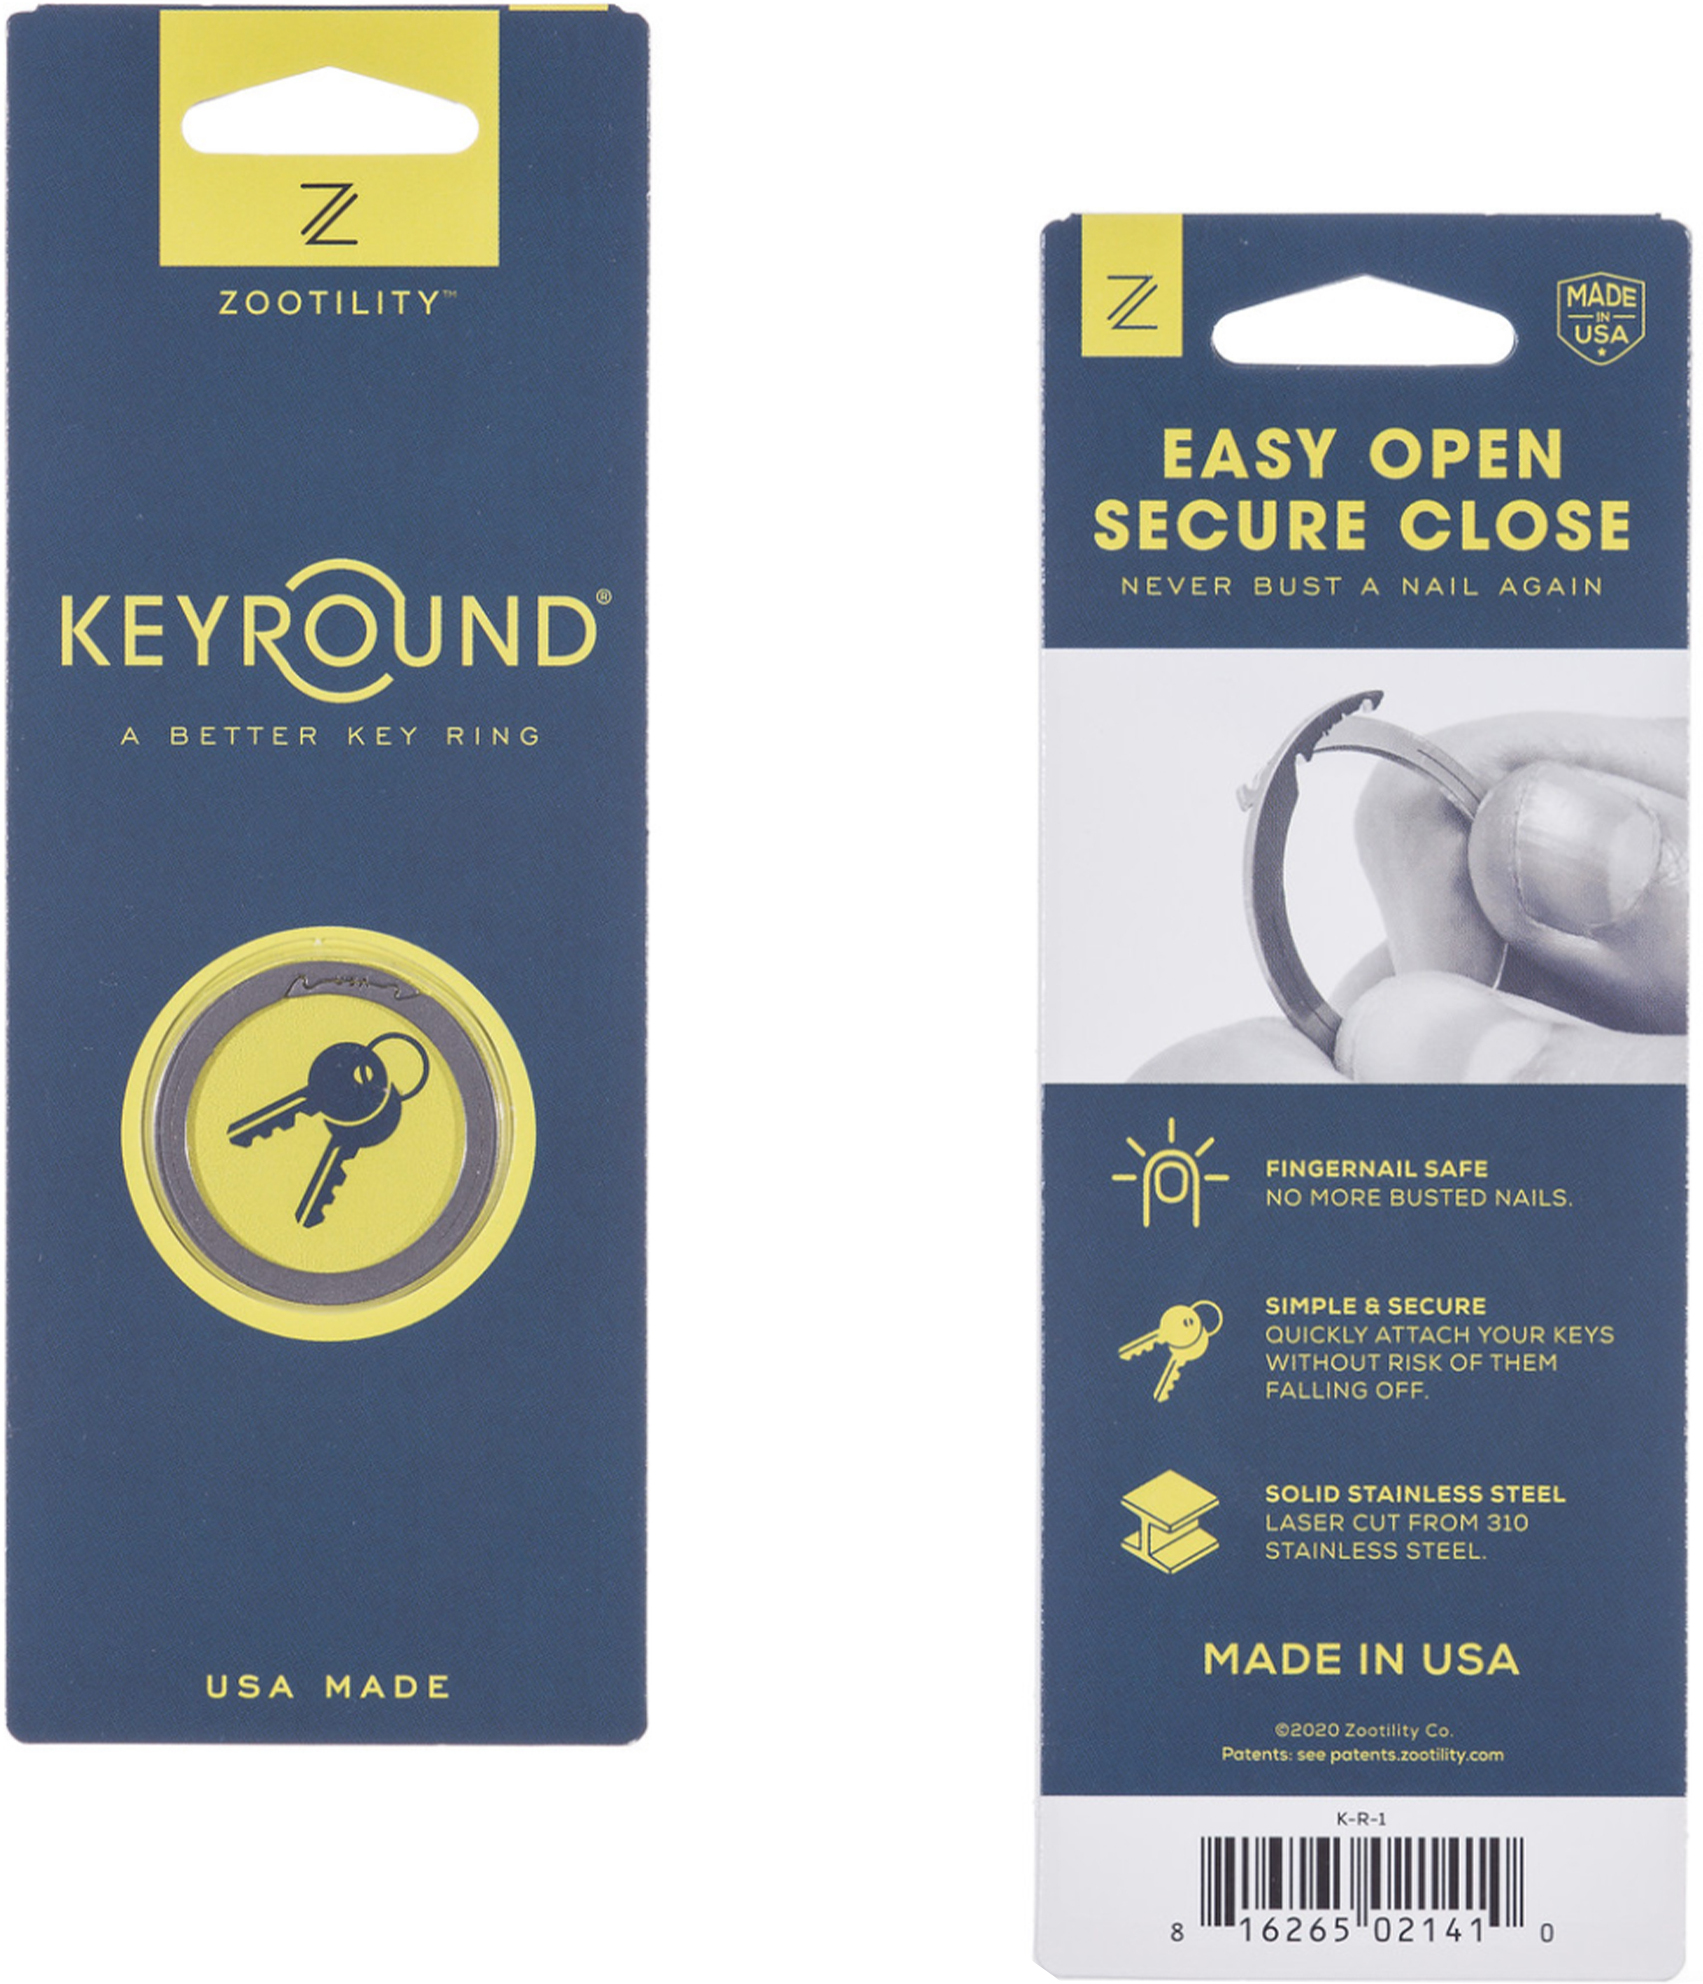 Z
ZOOTILITY™
KEYROUND®
A BETTER KEY RING
USA MADE
Z
MADE
IN
USA
EASY OPEN
SECURE CLOSE
NEVER BUST A NAIL AGAIN
FINGERNAIL SAFE
NO MORE BUSTED NAILS.
SIMPLE & SECURE
QUICKLY ATTACH YOUR KEYS
WITHOUT RISK OF THEM
FALLING OFF.
SOLID STAINLESS STEEL
LASER CUT FROM 310
STAINLESS STEEL.
MADE IN USA
©2020 Zootility Co.
Patents: see patents.zootility.com
K-R-1
8 16265 02141 0